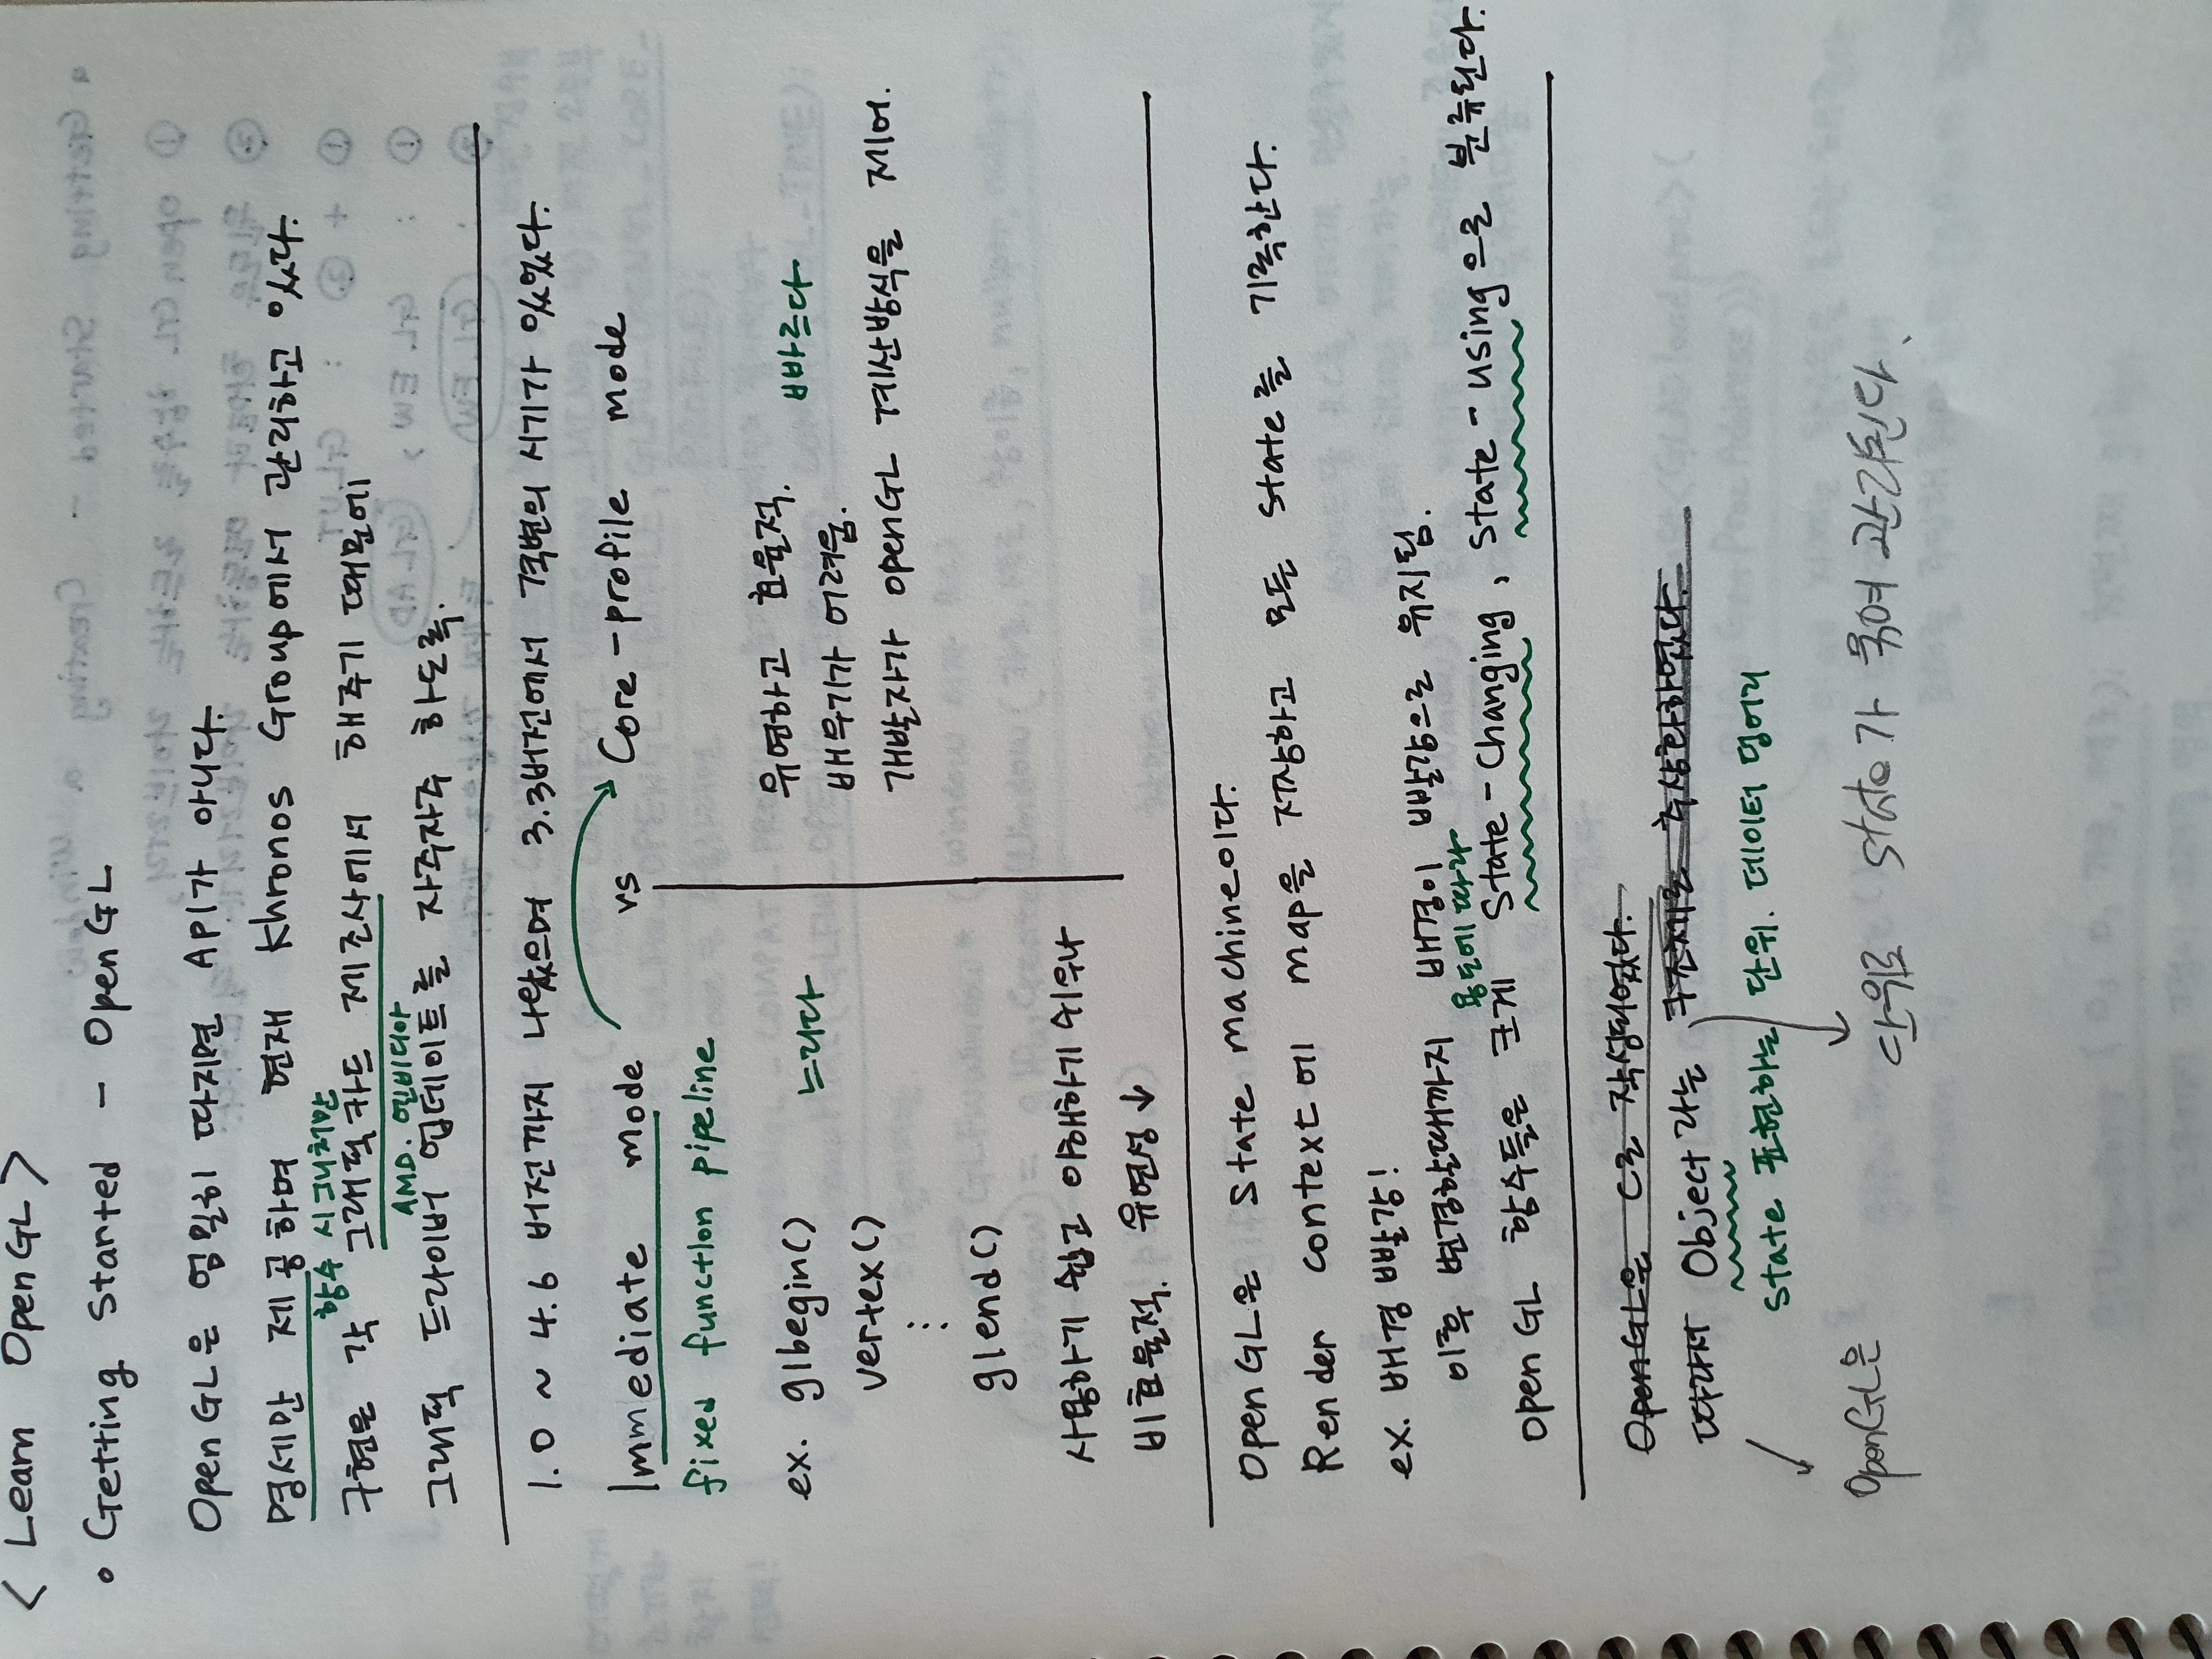 < Learn OpenGL >
• Getting Started - OpenGL
OpenGL은 엄밀히 따지면 API가 아니다.
명세만 제공하며 현재 Khronos Group에서 관리하고 있다.
함수 시그니처만
구현은 각 그래픽카드 제조사에서 해주기 때문에
AMD. 엔비디아
그래픽 드라이버 업데이트를 자주자주 하도록.
1.0 ~ 4.6 버전까지 나왔으며 3.3버전에서 격변의 시기가 있었다.
Immediate mode vs Core-profile mode
fixed function pipeline
ex. glbegin() 느리다
vertex()
⋮
glend()
사용하기 쉽고 이해하기 쉬우나
비효율적. 유연성 ↓
유연하고 효율적. 빠르다
배우기가 어려움.
개발자가 openGL 계산방식을 제어.
OpenGL은 State machine이다.
Render context에 map을 저장하고 모든 state를 기록한다.
ex. 배경 빨강!
이후 변경할때까지 배경이 빨강으로 유지됨.
용도에 따라
OpenGL 함수들은 크게 State-Changing, State-using으로 분류된다.
OpenGL은 C로 작성되었다.
따라서 Object라는 구조체로 추상화하였다.
State 표현하는 단위. 데이터 덩어리
OpenGL은 단위로 state가 묶여 관리된다.